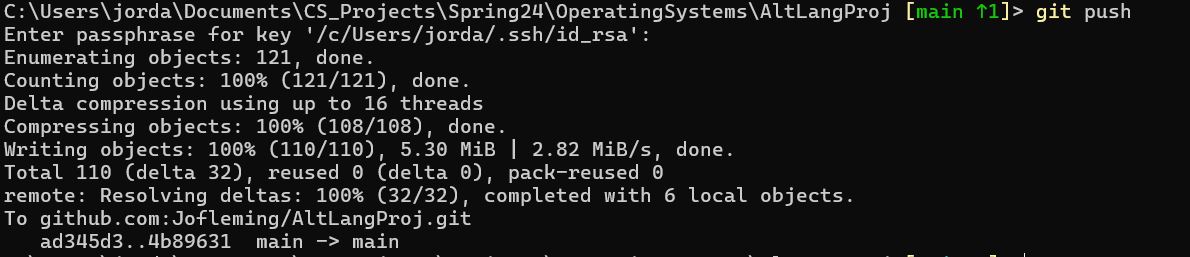 C:\Users\jorda\Documents\CS_Projects\Spring24\OperatingSystems\AltLangProj [main ↑1]> git push
Enter passphrase for key '/c/Users/jorda/.ssh/id_rsa':
Enumerating objects: 121, done.
Counting objects: 100% (121/121), done.
Delta compression using up to 16 threads
Compressing objects: 100% (108/108), done.
Writing objects: 100% (110/110), 5.30 MiB | 2.82 MiB/s, done.
Total 110 (delta 32), reused 0 (delta 0), pack-reused 0
remote: Resolving deltas: 100% (32/32), completed with 6 local objects.
To github.com:Jofleming/AltLangProj.git
   ad345d3..4b89631  main -> main